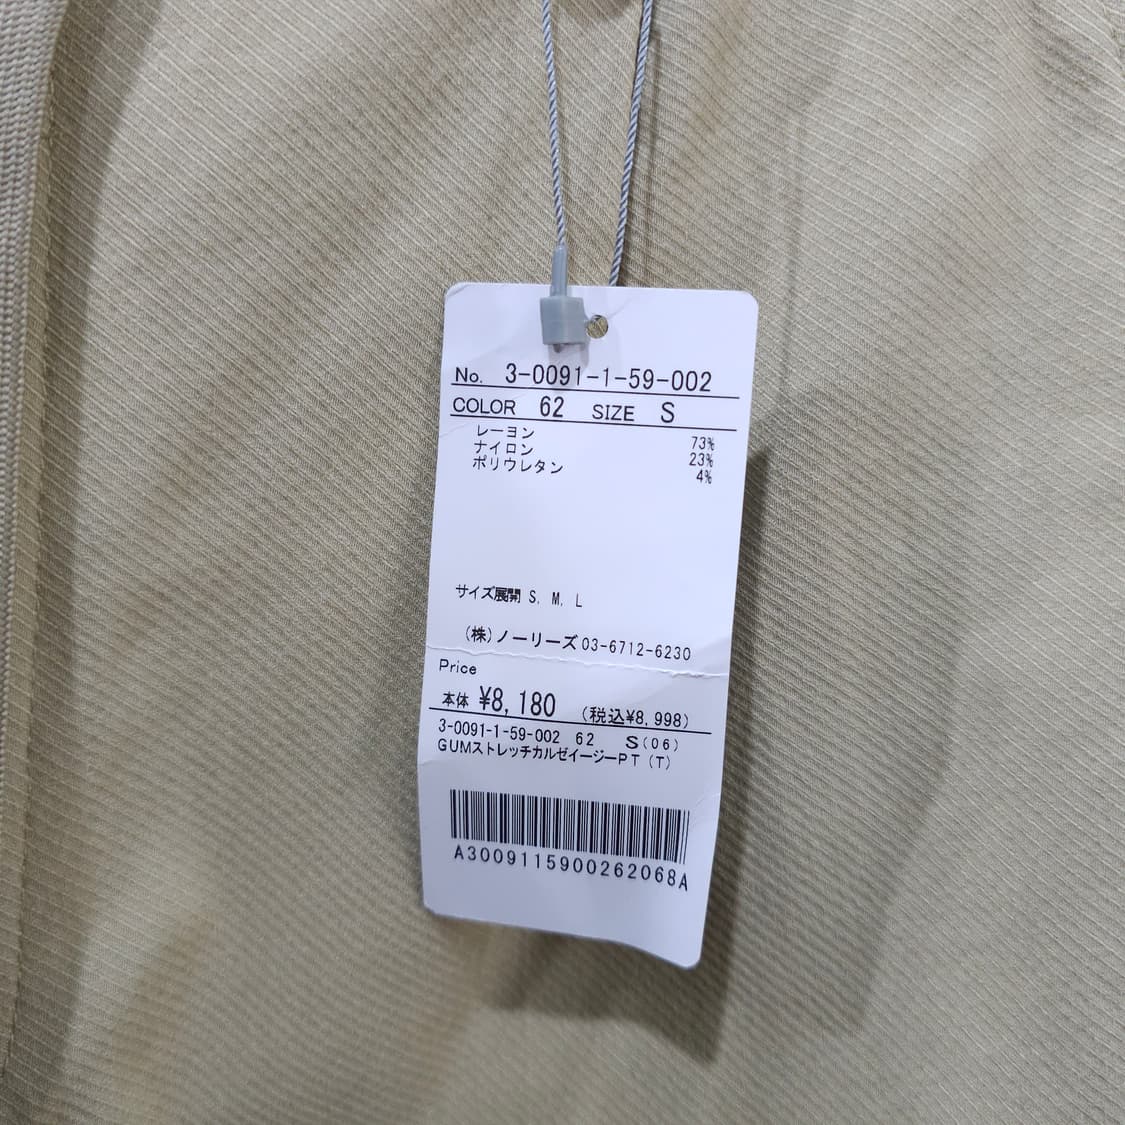 No. 3-0091-1-59-002
COLOR 62 SIZE S
レーヨン 73%
ナイロン 23%
ポリウレタン 4%
サイズ展開 S, M, L
(株)ノーリーズ 03-6712-6230
Price
本体 ¥8,180 (税込¥8,998)
3-0091-1-59-002 62 S(06)
GUMストレッチカルゼイージーPT(T)
A3009115900262068A